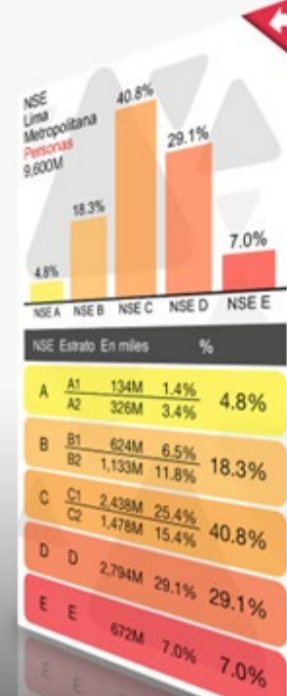 NSE
Lima
Metropolitana
Personas
9,600M
4.8%
18.3%
40.8%
29.1%
7.0%
NSE A NSE B NSE C NSE D NSE E
NSE Estrato En miles %
A A1 134M 1.4% 4.8%
A2 326M 3.4%
B B1 624M 6.5% 18.3%
B2 1,133M 11.8%
C C1 2,438M 25.4% 40.8%
C2 1,478M 15.4%
D D 2,794M 29.1% 29.1%
E E 672M 7.0% 7.0%